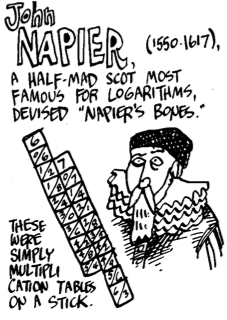 John
NAPIER, (1550-1617),
A HALF-MAD SCOT MOST
FAMOUS FOR LOGARITHMS,
DEVISED "NAPIER'S BONES."
THESE
WERE
SIMPLY
MULTIPLI
CATION TABLES
ON A STICK.